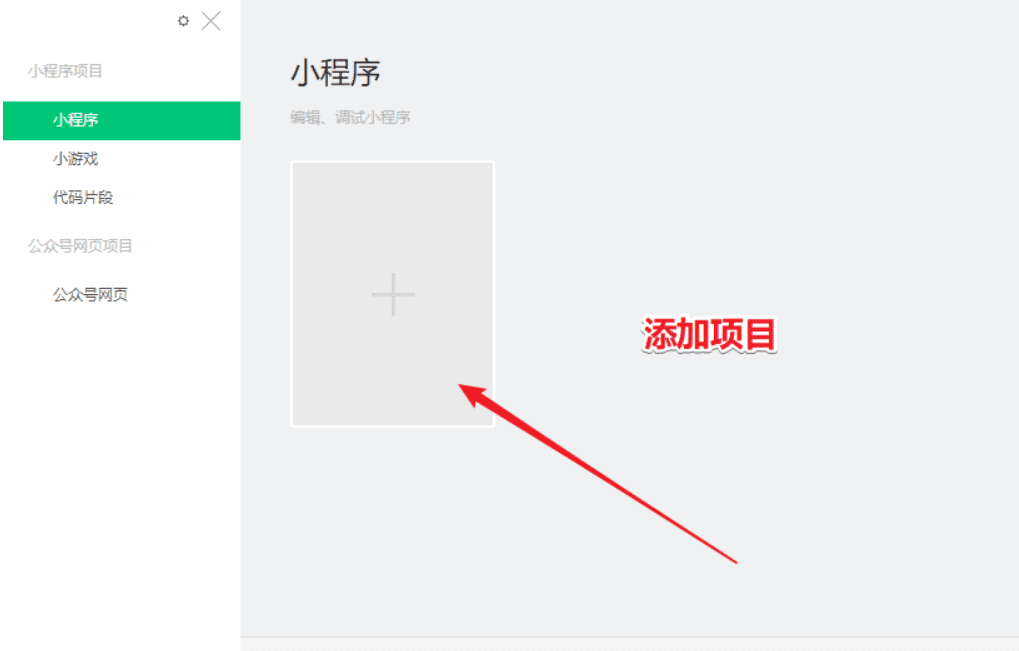 小程序项目
小程序
小游戏
代码片段
公众号网页项目
公众号网页
小程序
编辑、调试小程序
添加项目